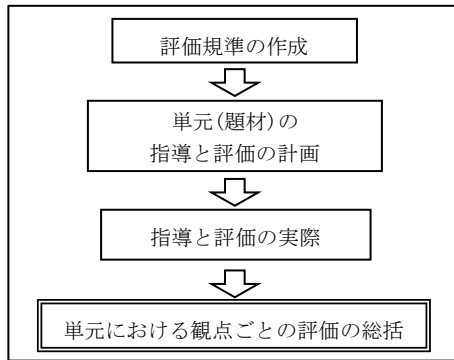 評価規準の作成
単元(題材)の
指導と評価の計画
指導と評価の実際
単元における観点ごとの評価の総括